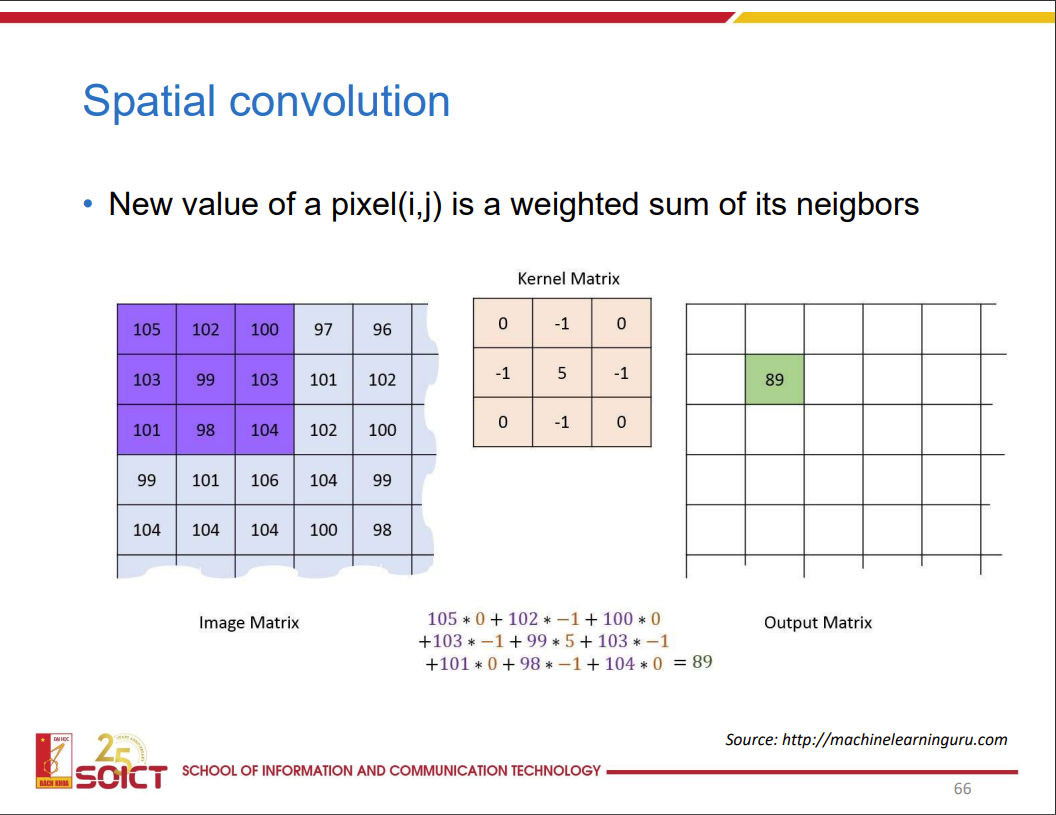 Spatial convolution
• New value of a pixel(i,j) is a weighted sum of its neigbors
Kernel Matrix
105 102 100 97 96
103 99 103 101 102
101 98 104 102 100
99 101 106 104 99
104 104 104 100 98
0 -1 0
-1 5 -1
0 -1 0
89
Image Matrix
105 ∗ 0 + 102 ∗ −1 + 100 ∗ 0
+103 ∗ −1 + 99 ∗ 5 + 103 ∗ −1
+101 ∗ 0 + 98 ∗ −1 + 104 ∗ 0 = 89
Output Matrix
Source: http://machinelearninguru.com
ĐẠI HỌC
BÁCH KHOA
25
SOICT
SCHOOL OF INFORMATION AND COMMUNICATION TECHNOLOGY
66